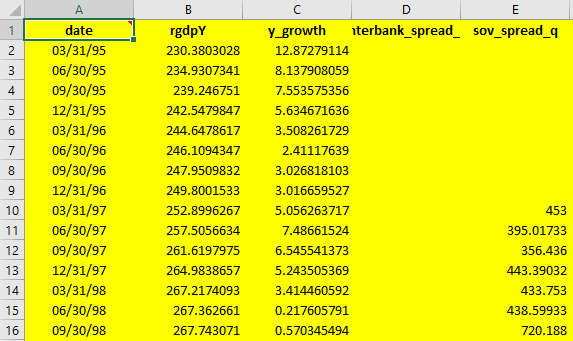 A B C D E
1 date rgdpY y_growth nterbank_spread_ sov_spread_q
2 03/31/95 230.3803028 12.87279114
3 06/30/95 234.9307341 8.137908059
4 09/30/95 239.246751 7.553575356
5 12/31/95 242.5479847 5.634671636
6 03/31/96 244.6478617 3.508261729
7 06/30/96 246.1094347 2.41117639
8 09/30/96 247.9509832 3.026818103
9 12/31/96 249.8001533 3.016659527
10 03/31/97 252.8996267 5.056263717 453
11 06/30/97 257.5056634 7.48661524 395.01733
12 09/30/97 261.6197975 6.545541373 356.436
13 12/31/97 264.9838657 5.243505369 443.39032
14 03/31/98 267.2174093 3.414460592 433.753
15 06/30/98 267.362661 0.217605791 438.59933
16 09/30/98 267.743071 0.570345494 720.188